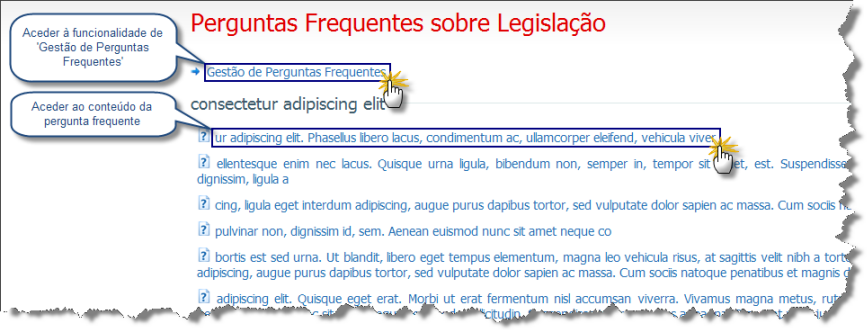 Perguntas Frequentes sobre Legislação
Aceder à funcionalidade de
'Gestão de Perguntas
Frequentes'
Gestão de Perguntas Frequentes
consectetur adipiscing elit
Aceder ao conteúdo da
pergunta frequente
ur adipiscing elit. Phasellus libero lacus, condimentum ac, ullamcorper eleifend, vehicula viver
ellentesque enim nec lacus. Quisque urna ligula, bibendum non, semper in, tempor sit est. Suspendisse
dignissim, ligula a
cing, ligula eget interdum adipiscing, augue purus dapibus tortor, sed vulputate dolor sapien ac massa. Cum sociis
pulvinar non, dignissim id, sem. Aenean euismod nunc sit amet neque co
bortis est sed urna. Ut blandit, libero eget tempus elementum, magna leo vehicula risus, at sagittis velit nibh a
adipiscing, augue purus dapibus tortor, sed vulputate dolor sapien ac massa. Cum sociis natoque penatibus et magnis
adipiscing elit. Quisque eget erat. Morbi ut erat fermentum nisl accumsan viverra. Vivamus magna metus,